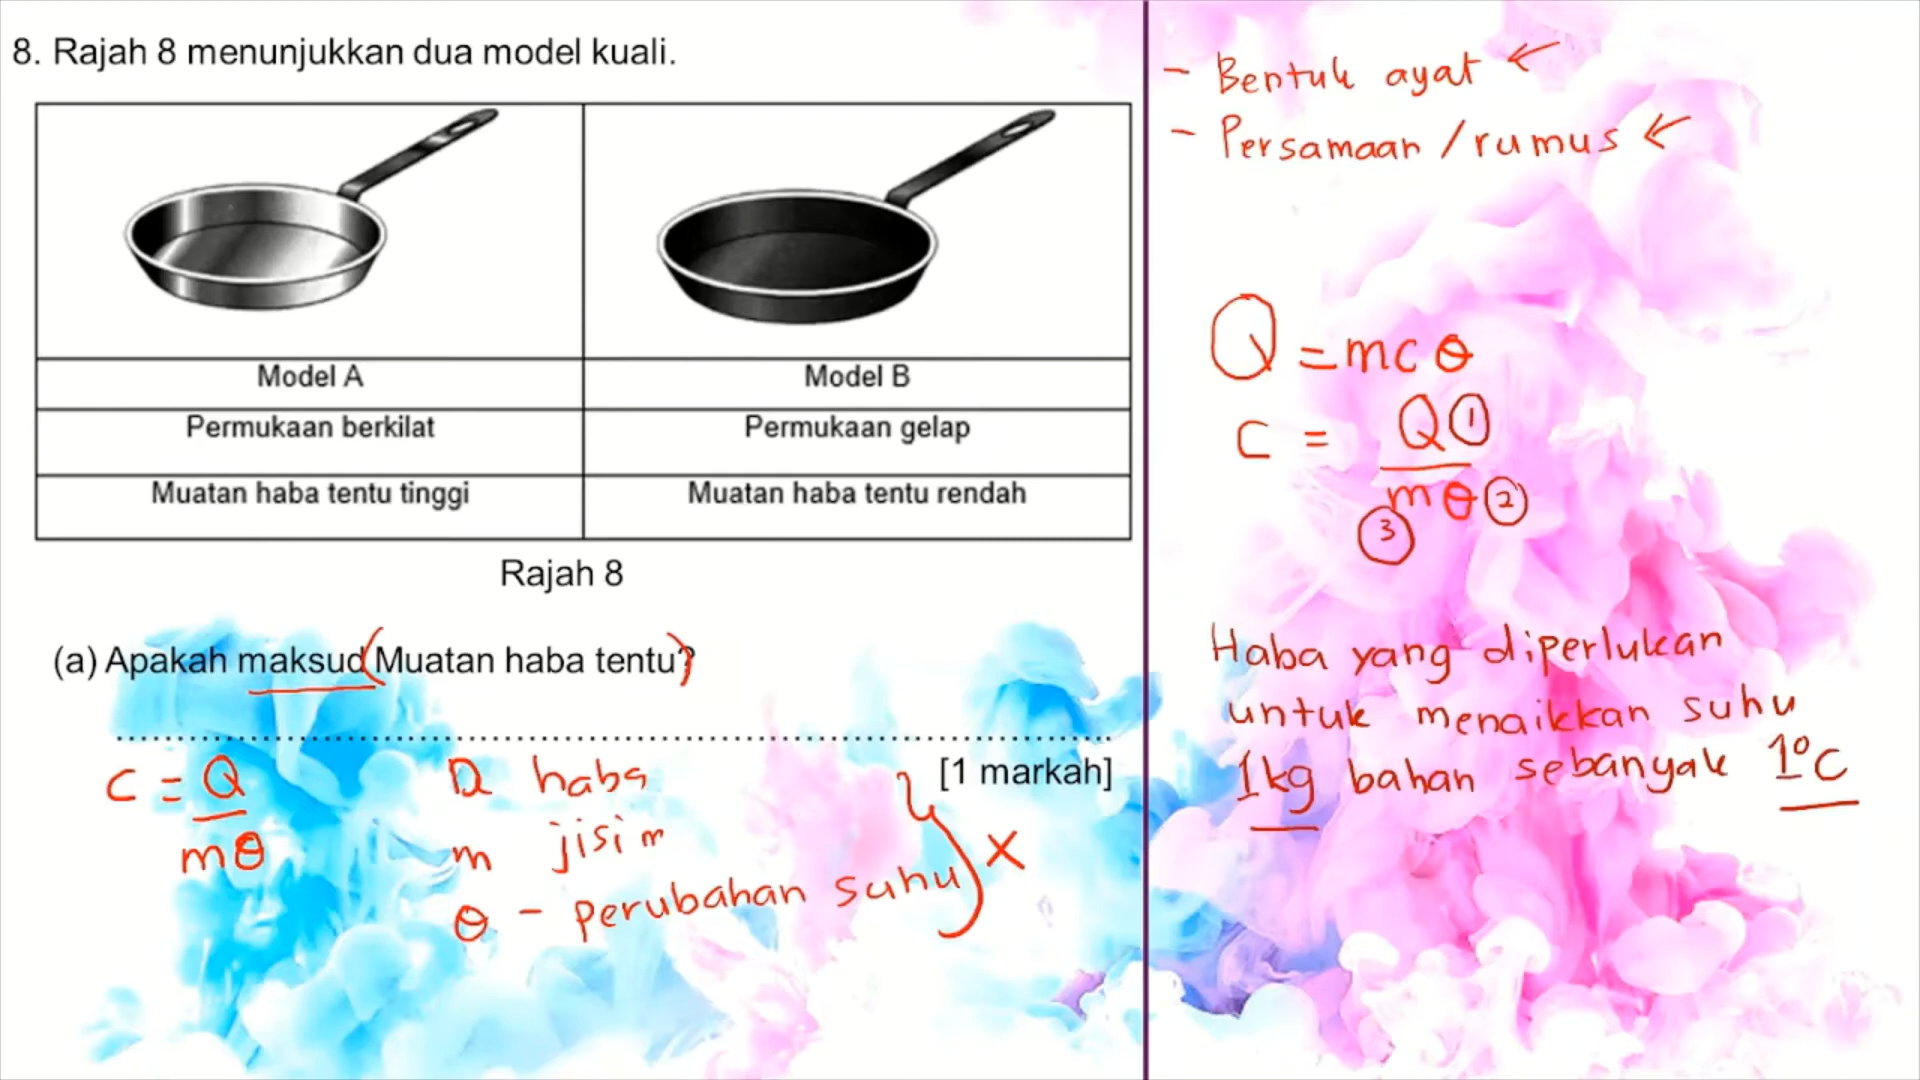 8. Rajah 8 menunjukkan dua model kuali.
Model A
Model B
Permukaan berkilat
Permukaan gelap
Muatan haba tentu tinggi
Muatan haba tentu rendah
Rajah 8
(a) Apakah maksud (Muatan haba tentu?)
[1 markah]
C = Q
mθ
Q haba
m jisim
θ - perubahan suhu } X
- Bentuk ayat ←
- Persamaan / rumus ←
Q = mcθ
C = Q ①
mθ ②
③
Haba yang diperlukan
untuk menaikkan suhu
1kg bahan sebanyak 1°C